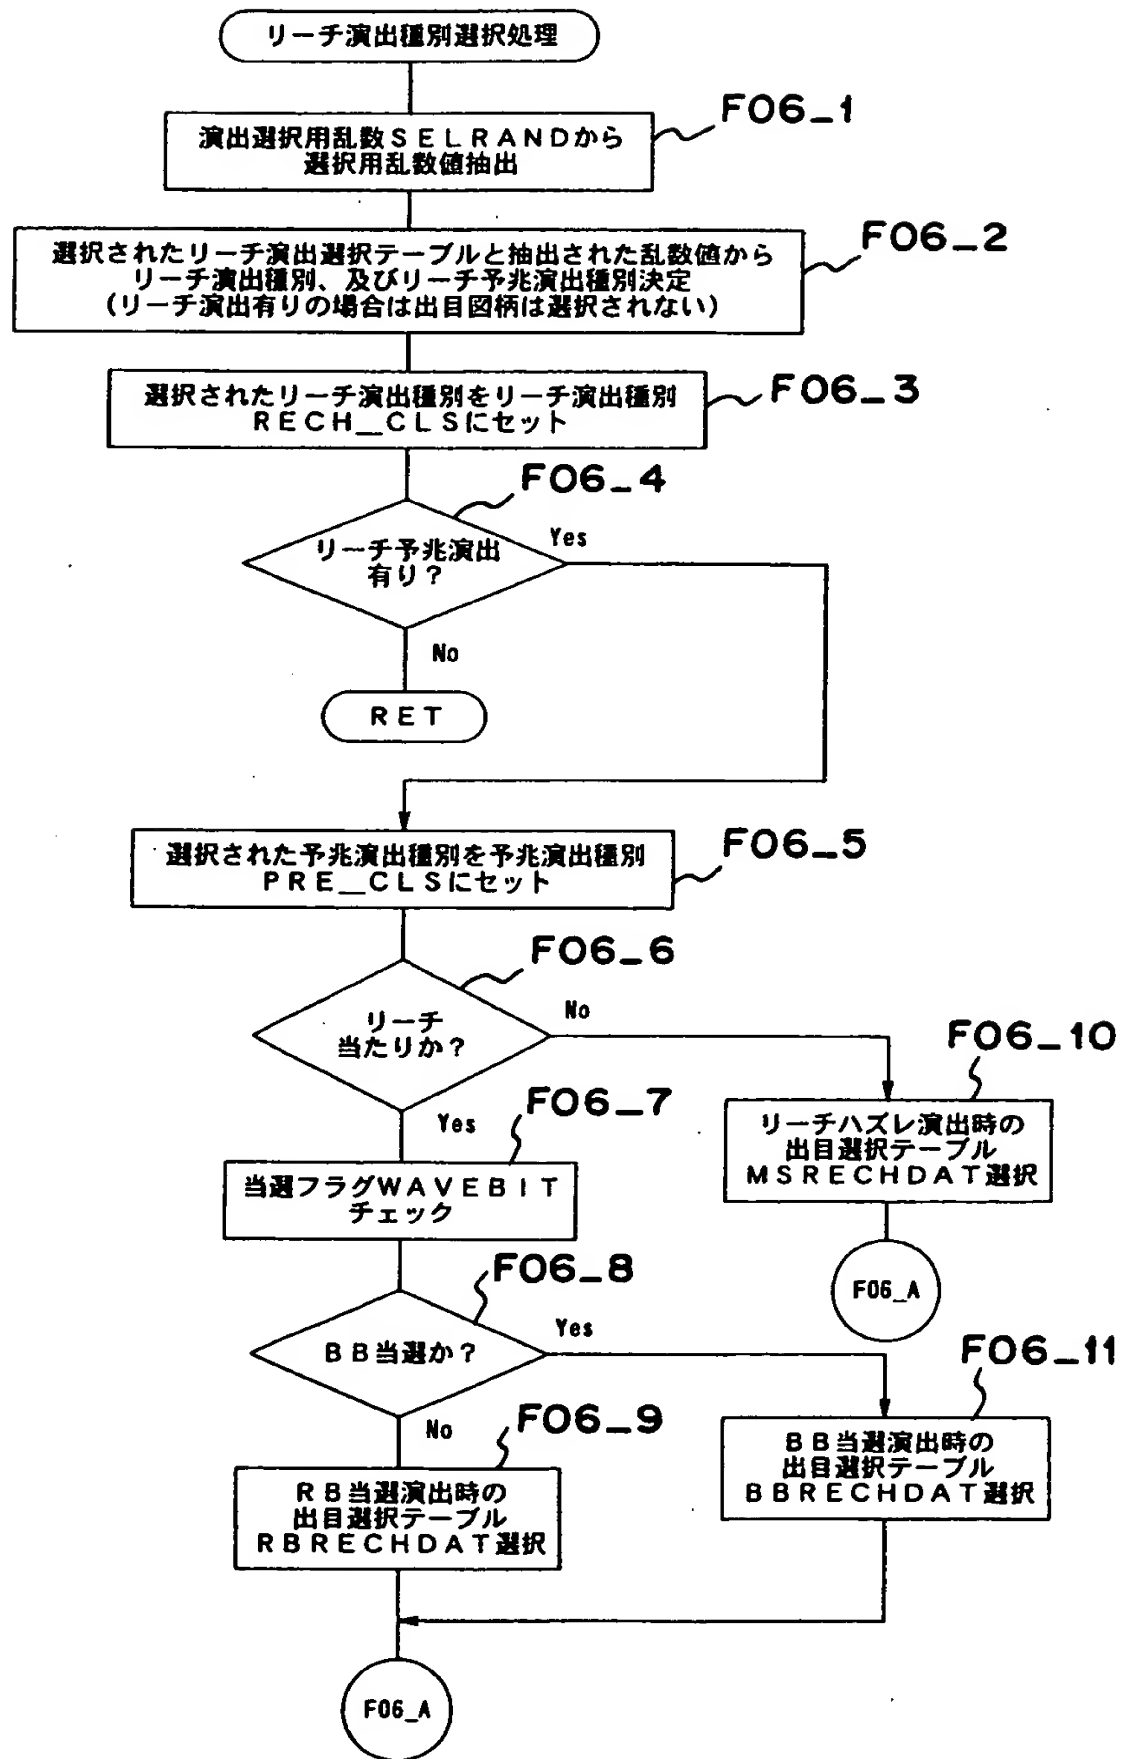 リーチ演出種別選択処理
F06_1
演出選択用乱数SELRANDから
選択用乱数値抽出
F06_2
選択されたリーチ演出選択テーブルと抽出された乱数値から
リーチ演出種別、及びリーチ予兆演出種別決定
(リーチ演出有りの場合は出目図柄は選択されない)
F06_3
選択されたリーチ演出種別をリーチ演出種別
RECH_CLSにセット
F06_4
リーチ予兆演出
有り?
Yes
No
RET
F06_5
選択された予兆演出種別を予兆演出種別
PRE_CLSにセット
F06_6
リーチ
当たりか?
No
Yes
F06_10
リーチハズレ演出時の
出目選択テーブル
MSRECHDAT選択
F06_A
F06_7
当選フラグWAVEBIT
チェック
F06_8
BB当選か?
Yes
No
F06_11
BB当選演出時の
出目選択テーブル
BBRECHDAT選択
F06_9
RB当選演出時の
出目選択テーブル
RBRECHDAT選択
F06_A